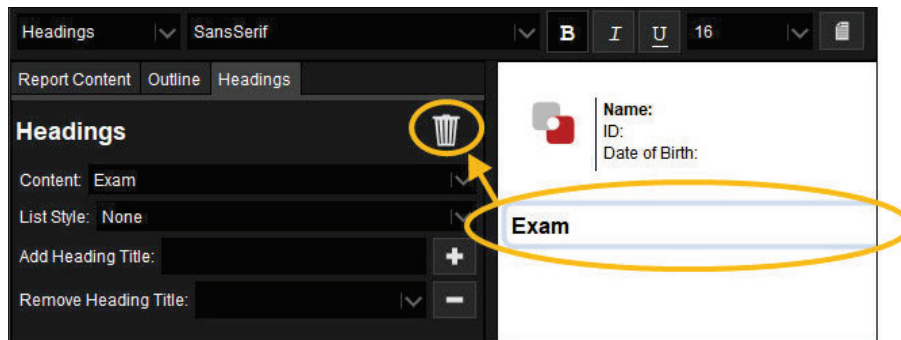 Headings SansSerif B I U 16
Report Content Outline Headings
Headings
Content: Exam
List Style: None
Add Heading Title:
Remove Heading Title:
Name:
ID:
Date of Birth:
Exam